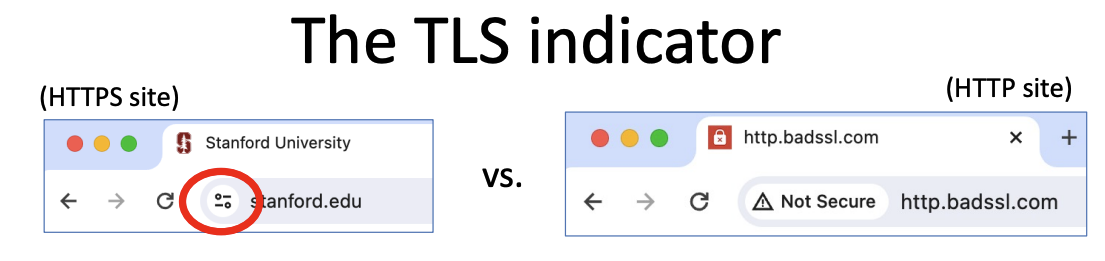 The TLS indicator
(HTTPS site)
(HTTP site)
Stanford University
stanford.edu
vs.
http.badssl.com
Not Secure http.badssl.com